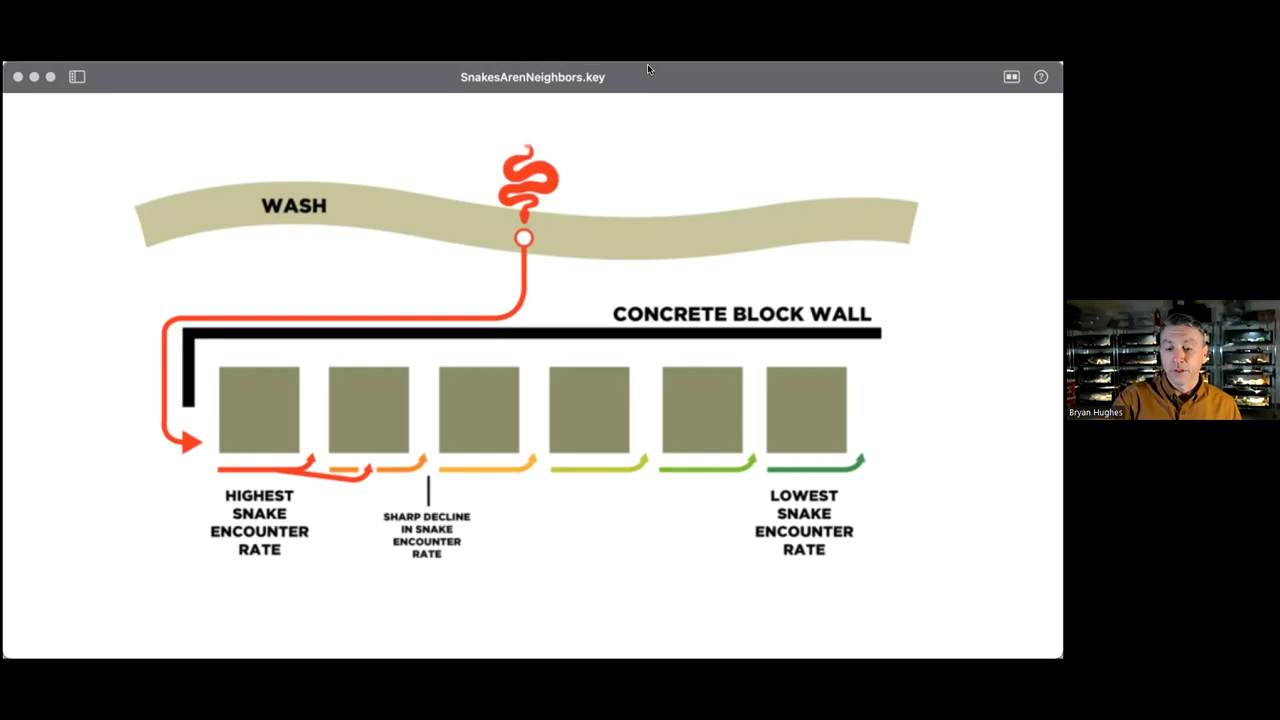 SnakesArenNeighbors.key
WASH
CONCRETE BLOCK WALL
HIGHEST
SNAKE
ENCOUNTER
RATE
SHARP DECLINE
IN SNAKE
ENCOUNTER
RATE
LOWEST
SNAKE
ENCOUNTER
RATE
Bryan Hughes